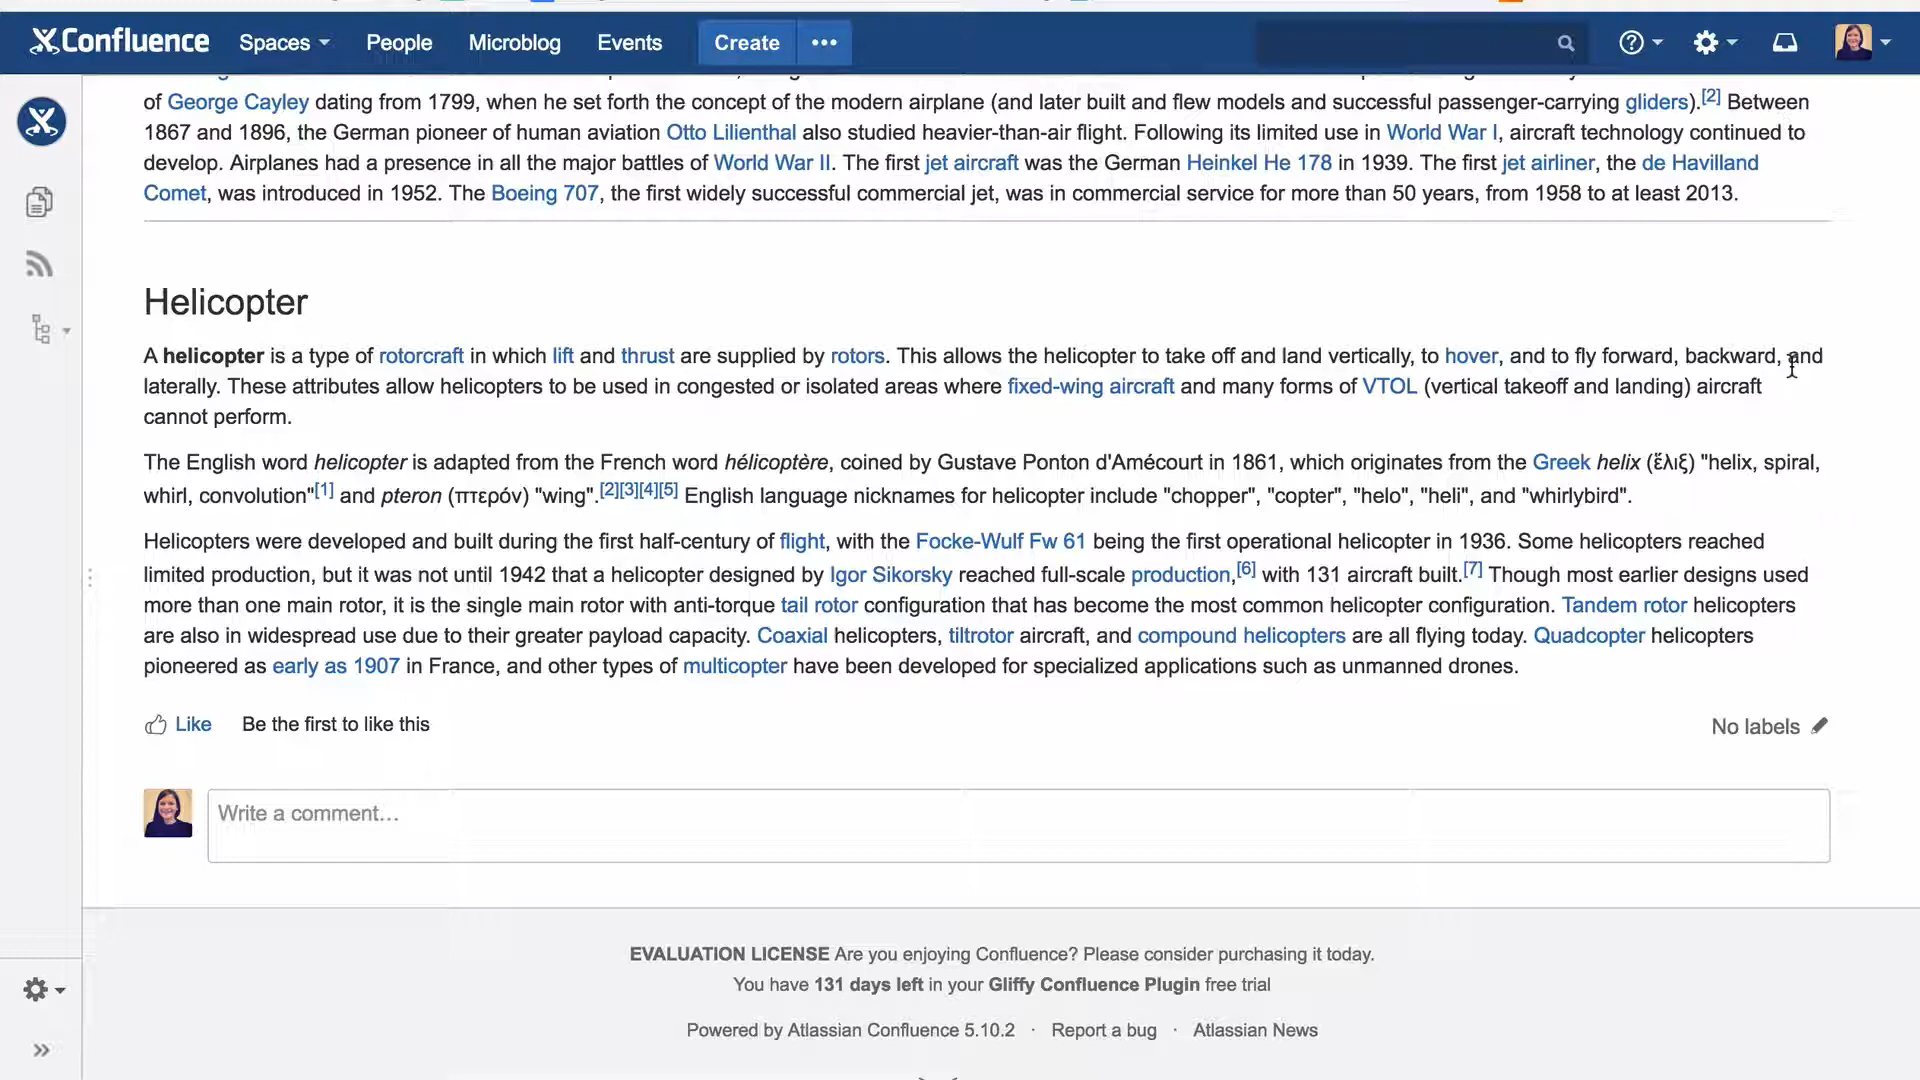 Confluence Spaces People Microblog Events Create •••
of George Cayley dating from 1799, when he set forth the concept of the modern airplane (and later built and flew models and successful passenger-carrying gliders).[2] Between
1867 and 1896, the German pioneer of human aviation Otto Lilienthal also studied heavier-than-air flight. Following its limited use in World War I, aircraft technology continued to
develop. Airplanes had a presence in all the major battles of World War II. The first jet aircraft was the German Heinkel He 178 in 1939. The first jet airliner, the de Havilland
Comet, was introduced in 1952. The Boeing 707, the first widely successful commercial jet, was in commercial service for more than 50 years, from 1958 to at least 2013.
Helicopter
A helicopter is a type of rotorcraft in which lift and thrust are supplied by rotors. This allows the helicopter to take off and land vertically, to hover, and to fly forward, backward, and
laterally. These attributes allow helicopters to be used in congested or isolated areas where fixed-wing aircraft and many forms of VTOL (vertical takeoff and landing) aircraft
cannot perform.
The English word helicopter is adapted from the French word hélicoptère, coined by Gustave Ponton d'Amécourt in 1861, which originates from the Greek helix (ἕλιξ) "helix, spiral,
whirl, convolution"[1] and pteron (πτερόν) "wing".[2][3][4][5] English language nicknames for helicopter include "chopper", "copter", "helo", "heli", and "whirlybird".
Helicopters were developed and built during the first half-century of flight, with the Focke-Wulf Fw 61 being the first operational helicopter in 1936. Some helicopters reached
limited production, but it was not until 1942 that a helicopter designed by Igor Sikorsky reached full-scale production,[6] with 131 aircraft built.[7] Though most earlier designs used
more than one main rotor, it is the single main rotor with anti-torque tail rotor configuration that has become the most common helicopter configuration. Tandem rotor helicopters
are also in widespread use due to their greater payload capacity. Coaxial helicopters, tiltrotor aircraft, and compound helicopters are all flying today. Quadcopter helicopters
pioneered as early as 1907 in France, and other types of multicopter have been developed for specialized applications such as unmanned drones.
Like Be the first to like this No labels
Write a comment…
EVALUATION LICENSE Are you enjoying Confluence? Please consider purchasing it today.
You have 131 days left in your Gliffy Confluence Plugin free trial
Powered by Atlassian Confluence 5.10.2 · Report a bug · Atlassian News